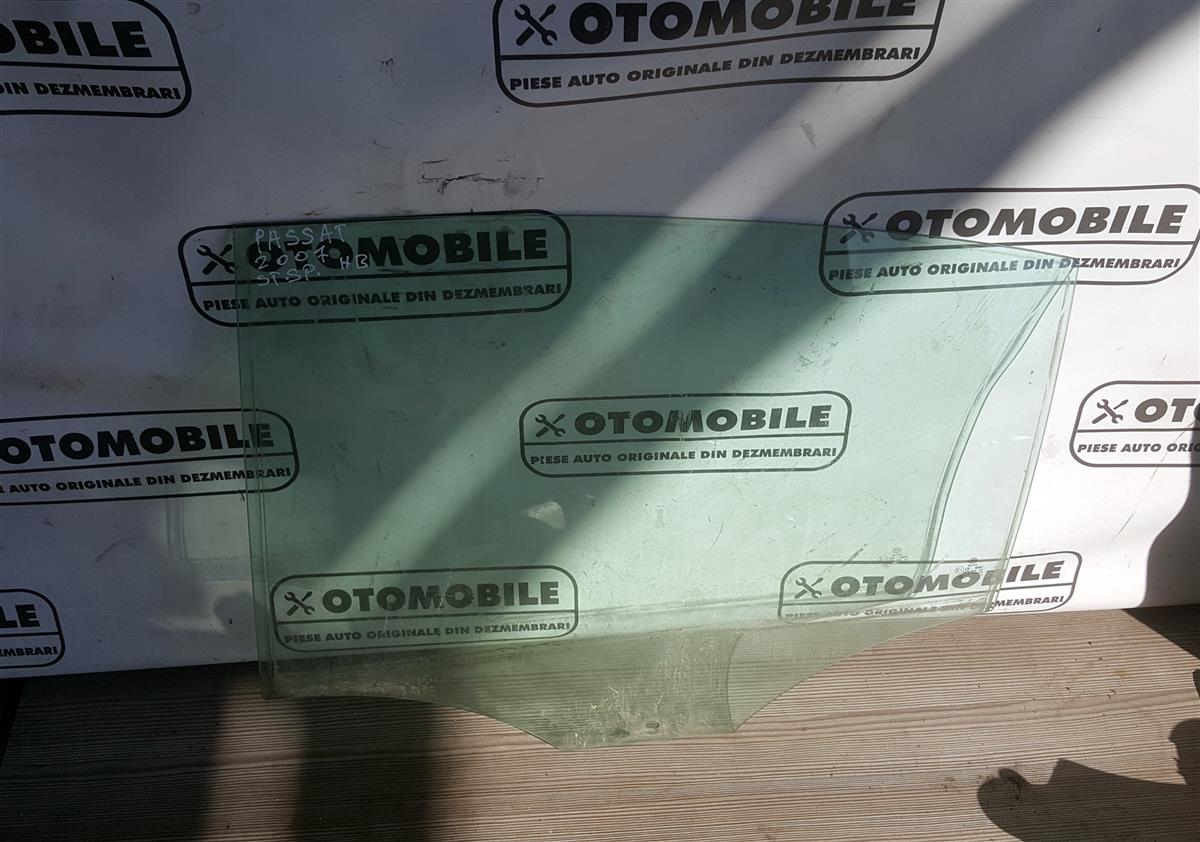 OBILE
DIN DEZMEMBRARI
OTOMOBILE
PIESE AUTO ORIGINALE DIN DEZMEMBRARI
OTOMOBILE
PIESE AUTO ORIGINALE DIN DEZMEMBRARI
PASSAT
2007
ST.SP. HB
OTOMOBILE
PIESE AUTO ORIGINALE DIN DEZMEMBRARI
OTOMOBILE
E AUTO ORIGINALE DIN DEZMEMBRARI
OTOMOBILE
PIESE AUTO ORIGINALE DIN DEZMEMBRARI
OTO
PIESE AUTO ORIG
LE
EMBRARI
OTOMOBILE
PIESE AUTO ORIGINALE DIN DEZMEMBRARI
OTOMOBILE
PIESE AUTO ORIGINALE DIN DEZMEMBRARI